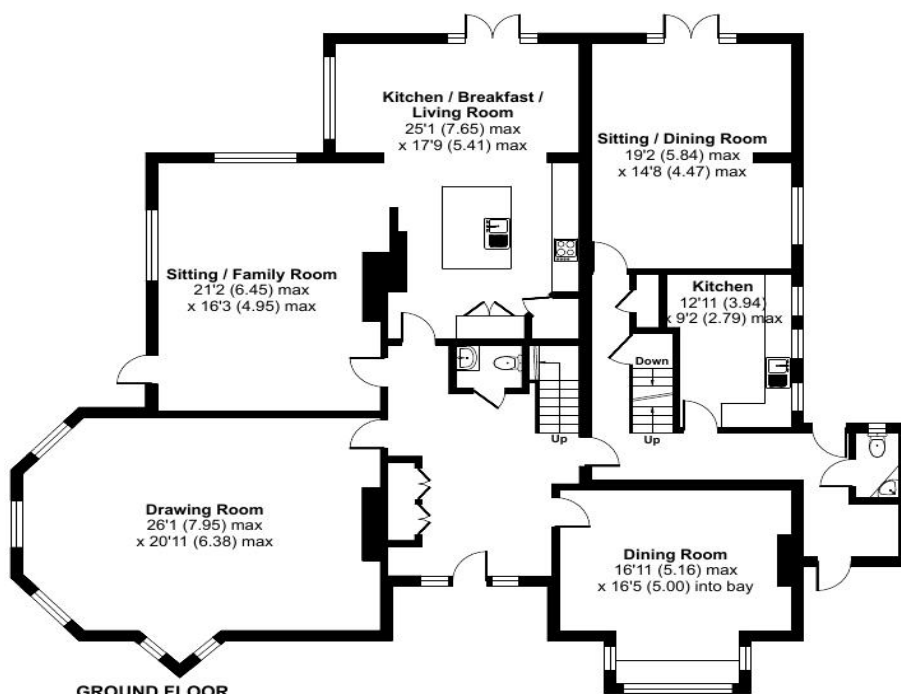 Kitchen / Breakfast /
Living Room
25'1 (7.65) max
x 17'9 (5.41) max
Sitting / Dining Room
19'2 (5.84) max
x 14'8 (4.47) max
Sitting / Family Room
21'2 (6.45) max
x 16'3 (4.95) max
Kitchen
12'11 (3.94)
x 9'2 (2.79) max
Down
Up
Up
Drawing Room
26'1 (7.95) max
x 20'11 (6.38) max
Dining Room
16'11 (5.16) max
x 16'5 (5.00) into bay
GROUND FLOOR